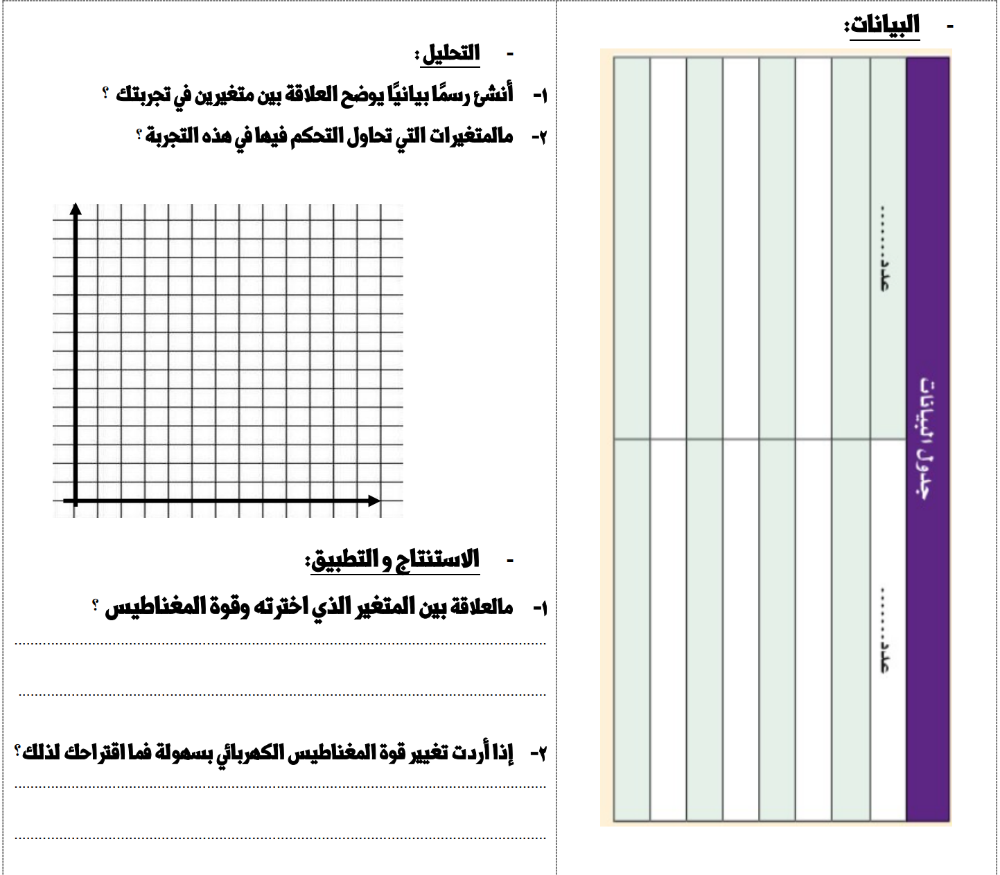 - البيانات:
جدول البيانات
عدد.......
عدد.......
- التحليل :
١- أنشئ رسمًا بيانيًا يوضح العلاقة بين متغيرين في تجربتك ؟
٢- مالمتغيرات التي تحاول التحكم فيها في هذه التجربة ؟
- الاستنتاج و التطبيق:
١- مالعلاقة بين المتغير الذي اخترته وقوة المغناطيس ؟
٢- إذا أردت تغيير قوة المغناطيس الكهربائي بسهولة فما اقتراحك لذلك؟